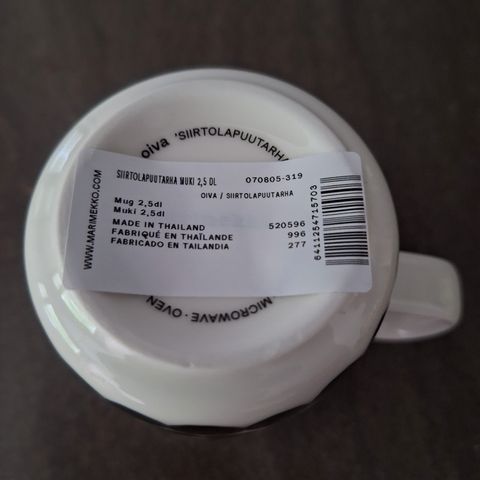 oiva 'SIIRTOLAPUUTARHA
WWW.MARIMEKKO.COM
SIIRTOLAPUUTARHA MUKI 2,5 DL 070805-319
OIVA / SIIRTOLAPUUTARHA
Mug 2,5dl
Muki 2,5dl
MADE IN THAILAND 520596
FABRIQUÉ EN THAÏLANDE 996
FABRICADO EN TAILANDIA 277
6411254715703
MICROWAVE · OVEN